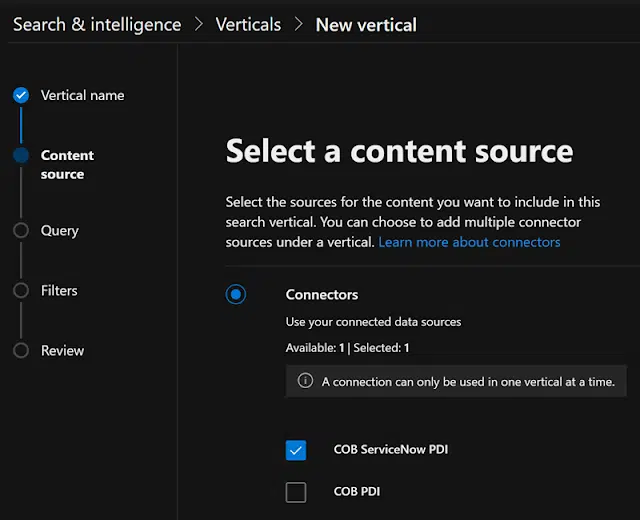 Search & intelligence > Verticals > New vertical
Vertical name
Content
source
Query
Filters
Review
Select a content source
Select the sources for the content you want to include in this
search vertical. You can choose to add multiple connector
sources under a vertical. Learn more about connectors
Connectors
Use your connected data sources
Available: 1 | Selected: 1
A connection can only be used in one vertical at a time.
COB ServiceNow PDI
COB PDI